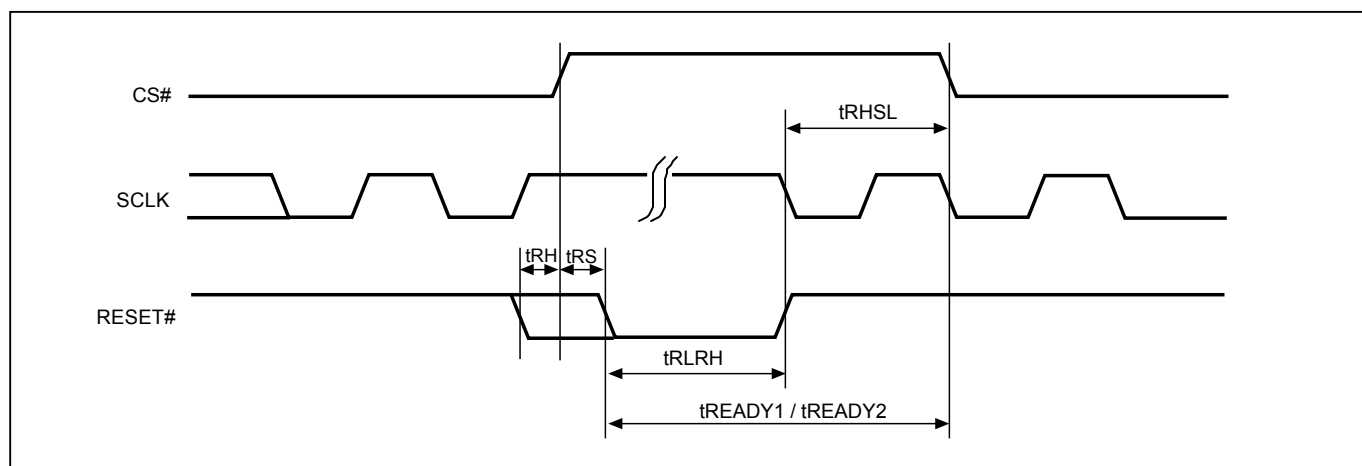 CS#
tRHSL
SCLK
tRH tRS
RESET#
tRLRH
tREADY1 / tREADY2